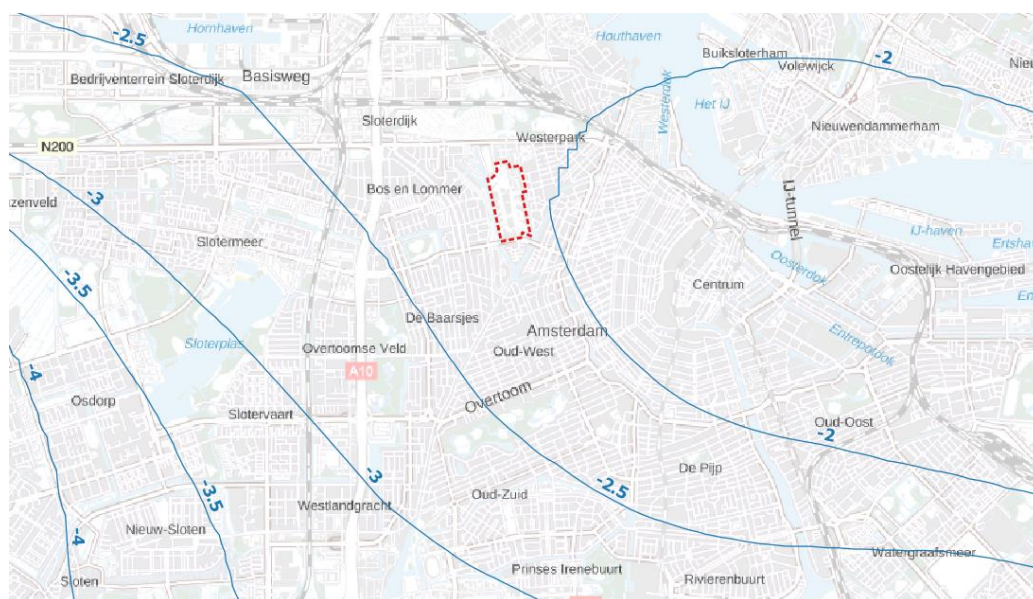 Hornhaven
-2.5
Houthaven
Buiksloterham
-2
Volewijck
Bedrijventerrein Sloterdijk
Basisweg
Westerdok
Het IJ
Sloterdijk
Westerpark
Nieuwendammerham
N200
Bos en Lommer
-3
zenveld
IJ-tunnel
Slotermeer
IJ-haven
Oosterdok
Oostelijk Havengebied
-3.5
Centrum
De Baarsjes
Amsterdam
Entrepotdok
Sloterplas
Overtoomse Veld
Oud-West
A10
-4
Osdorp
Overtoom
Slotervaart
Oud-Oost
-2
De Pijp
-3
-3.5
-2.5
Oud-Zuid
Westlandgracht
Nieuw-Sloten
-4
Watergraafsmeer
Sloten
Prinses Irenebuurt
Rivierenbuurt